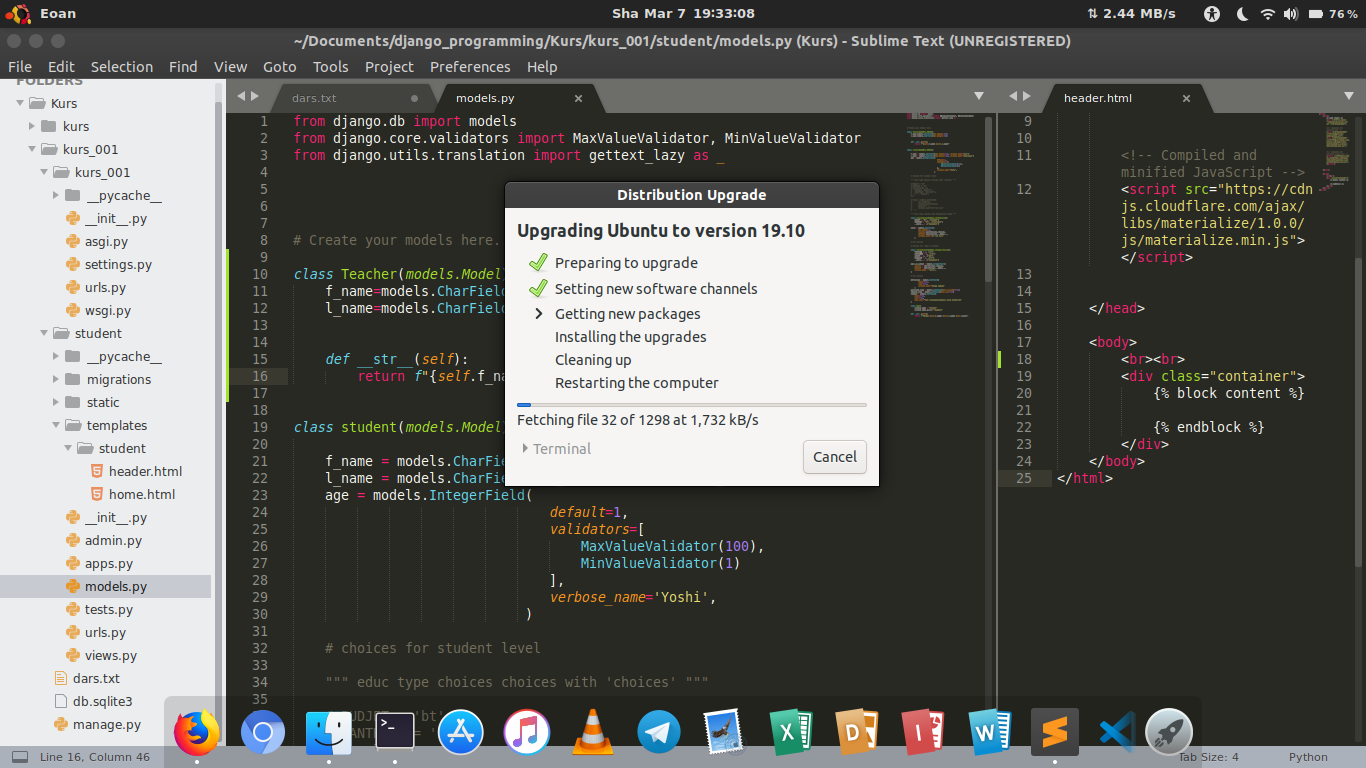 Eoan
Sha Mar 7 19:33:08
2.44 MB/s
76 %
~/Documents/django_programming/Kurs/kurs_001/student/models.py (Kurs) - Sublime Text (UNREGISTERED)
File Edit Selection Find View Goto Tools Project Preferences Help
FOLDERS
Kurs
kurs
kurs_001
kurs_001
__pycache__
__init__.py
asgi.py
settings.py
urls.py
wsgi.py
student
__pycache__
migrations
static
templates
student
header.html
home.html
__init__.py
admin.py
apps.py
models.py
tests.py
urls.py
views.py
dars.txt
db.sqlite3
manage.py
dars.txt
models.py
1 from django.db import models
2 from django.core.validators import MaxValueValidator, MinValueValidator
3 from django.utils.translation import gettext_lazy as _
4
5
6
7
8 # Create your models here.
9
10 class Teacher(models.Model)
11 f_name=models.CharField
12 l_name=models.CharField
13
14
15 def __str__(self):
16 return f"{self.f_na
17
18
19 class student(models.Model)
20
21 f_name = models.CharFie
22 l_name = models.CharFie
23 age = models.IntegerField(
24 default=1,
25 validators=[
26 MaxValueValidator(100),
27 MinValueValidator(1)
28 ],
29 verbose_name='Yoshi',
30 )
31
32 # choices for student level
33
34 """ educ type choices choices with 'choices' """
35
'bt'
Distribution Upgrade
Upgrading Ubuntu to version 19.10
Preparing to upgrade
Setting new software channels
Getting new packages
Installing the upgrades
Cleaning up
Restarting the computer
Fetching file 32 of 1298 at 1,732 kB/s
Terminal
Cancel
header.html
9
10
11 <!-- Compiled and
minified JavaScript -->
12 <script src="https://cdn
js.cloudflare.com/ajax/
libs/materialize/1.0.0/
js/materialize.min.js">
</script>
13
14
15 </head>
16
17 <body>
18 <br><br>
19 <div class="container">
20 {% block content %}
21
22 {% endblock %}
23 </div>
24 </body>
25 </html>
X D I W
Line 16, Column 46
Tab Size: 4
Python